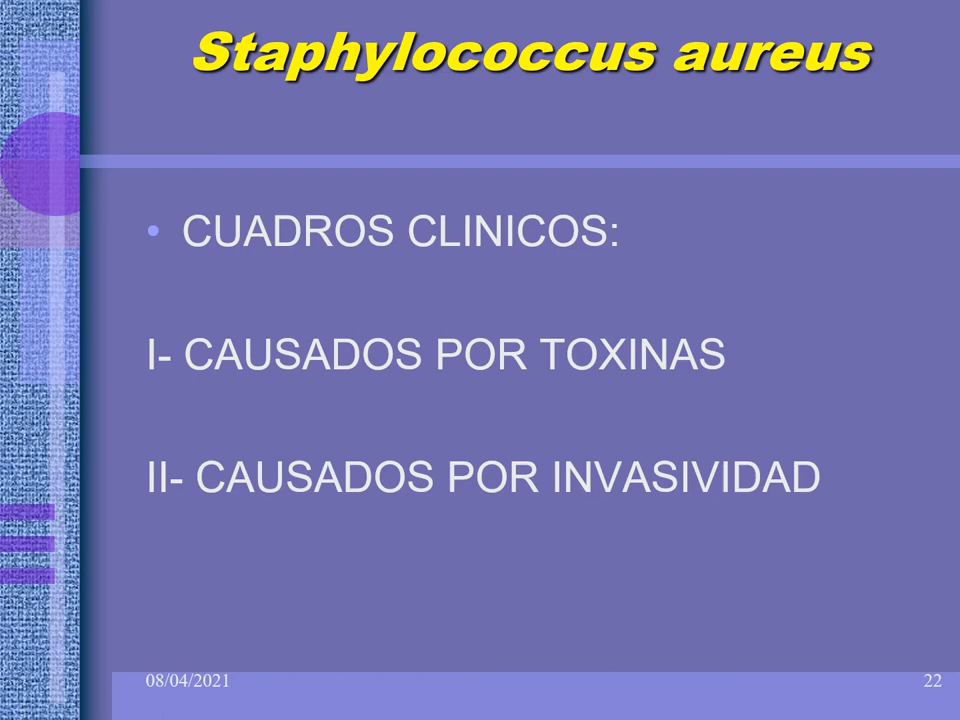 Staphylococcus aureus
• CUADROS CLINICOS:
I- CAUSADOS POR TOXINAS
II- CAUSADOS POR INVASIVIDAD
08/04/2021 22